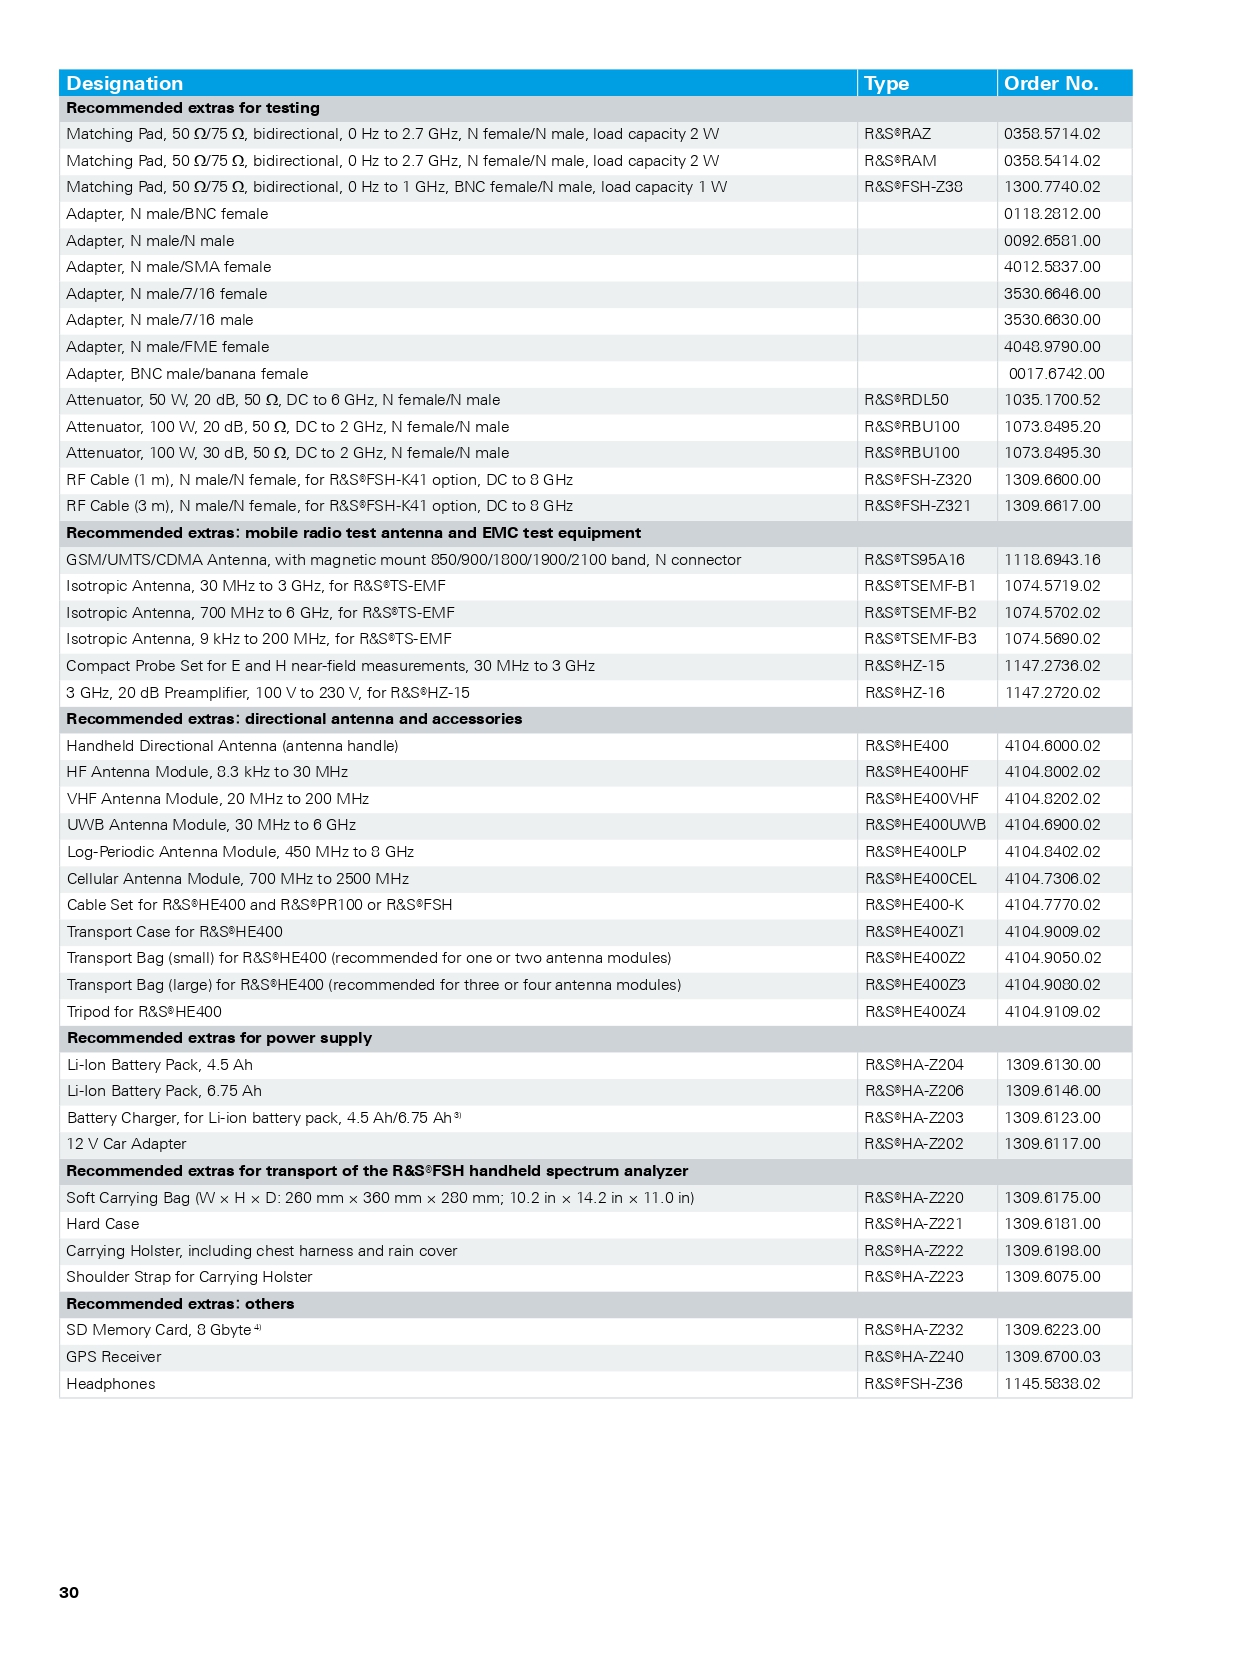 Designation Type Order No.
Recommended extras for testing
Matching Pad, 50 Ω/75 Ω, bidirectional, 0 Hz to 2.7 GHz, N female/N male, load capacity 2 W R&S®RAZ 0358.5714.02
Matching Pad, 50 Ω/75 Ω, bidirectional, 0 Hz to 2.7 GHz, N female/N male, load capacity 2 W R&S®RAM 0358.5414.02
Matching Pad, 50 Ω/75 Ω, bidirectional, 0 Hz to 1 GHz, BNC female/N male, load capacity 1 W R&S®FSH-Z38 1300.7740.02
Adapter, N male/BNC female 0118.2812.00
Adapter, N male/N male 0092.6581.00
Adapter, N male/SMA female 4012.5837.00
Adapter, N male/7/16 female 3530.6646.00
Adapter, N male/7/16 male 3530.6630.00
Adapter, N male/FME female 4048.9790.00
Adapter, BNC male/banana female 0017.6742.00
Attenuator, 50 W, 20 dB, 50 Ω, DC to 6 GHz, N female/N male R&S®RDL50 1035.1700.52
Attenuator, 100 W, 20 dB, 50 Ω, DC to 2 GHz, N female/N male R&S®RBU100 1073.8495.20
Attenuator, 100 W, 30 dB, 50 Ω, DC to 2 GHz, N female/N male R&S®RBU100 1073.8495.30
RF Cable (1 m), N male/N female, for R&S®FSH-K41 option, DC to 8 GHz R&S®FSH-Z320 1309.6600.00
RF Cable (3 m), N male/N female, for R&S®FSH-K41 option, DC to 8 GHz R&S®FSH-Z321 1309.6617.00
Recommended extras: mobile radio test antenna and EMC test equipment
GSM/UMTS/CDMA Antenna, with magnetic mount 850/900/1800/1900/2100 band, N connector R&S®TS95A16 1118.6943.16
Isotropic Antenna, 30 MHz to 3 GHz, for R&S®TS-EMF R&S®TSEMF-B1 1074.5719.02
Isotropic Antenna, 700 MHz to 6 GHz, for R&S®TS-EMF R&S®TSEMF-B2 1074.5702.02
Isotropic Antenna, 9 kHz to 200 MHz, for R&S®TS-EMF R&S®TSEMF-B3 1074.5690.02
Compact Probe Set for E and H near-field measurements, 30 MHz to 3 GHz R&S®HZ-15 1147.2736.02
3 GHz, 20 dB Preamplifier, 100 V to 230 V, for R&S®HZ-15 R&S®HZ-16 1147.2720.02
Recommended extras: directional antenna and accessories
Handheld Directional Antenna (antenna handle) R&S®HE400 4104.6000.02
HF Antenna Module, 8.3 kHz to 30 MHz R&S®HE400HF 4104.8002.02
VHF Antenna Module, 20 MHz to 200 MHz R&S®HE400VHF 4104.8202.02
UWB Antenna Module, 30 MHz to 6 GHz R&S®HE400UWB 4104.6900.02
Log-Periodic Antenna Module, 450 MHz to 8 GHz R&S®HE400LP 4104.8402.02
Cellular Antenna Module, 700 MHz to 2500 MHz R&S®HE400CEL 4104.7306.02
Cable Set for R&S®HE400 and R&S®PR100 or R&S®FSH R&S®HE400-K 4104.7770.02
Transport Case for R&S®HE400 R&S®HE400Z1 4104.9009.02
Transport Bag (small) for R&S®HE400 (recommended for one or two antenna modules) R&S®HE400Z2 4104.9050.02
Transport Bag (large) for R&S®HE400 (recommended for three or four antenna modules) R&S®HE400Z3 4104.9080.02
Tripod for R&S®HE400 R&S®HE400Z4 4104.9109.02
Recommended extras for power supply
Li-Ion Battery Pack, 4.5 Ah R&S®HA-Z204 1309.6130.00
Li-Ion Battery Pack, 6.75 Ah R&S®HA-Z206 1309.6146.00
Battery Charger, for Li-ion battery pack, 4.5 Ah/6.75 Ah 3) R&S®HA-Z203 1309.6123.00
12 V Car Adapter R&S®HA-Z202 1309.6117.00
Recommended extras for transport of the R&S®FSH handheld spectrum analyzer
Soft Carrying Bag (W × H × D: 260 mm × 360 mm × 280 mm; 10.2 in × 14.2 in × 11.0 in) R&S®HA-Z220 1309.6175.00
Hard Case R&S®HA-Z221 1309.6181.00
Carrying Holster, including chest harness and rain cover R&S®HA-Z222 1309.6198.00
Shoulder Strap for Carrying Holster R&S®HA-Z223 1309.6075.00
Recommended extras: others
SD Memory Card, 8 Gbyte 4) R&S®HA-Z232 1309.6223.00
GPS Receiver R&S®HA-Z240 1309.6700.03
Headphones R&S®FSH-Z36 1145.5838.02
30